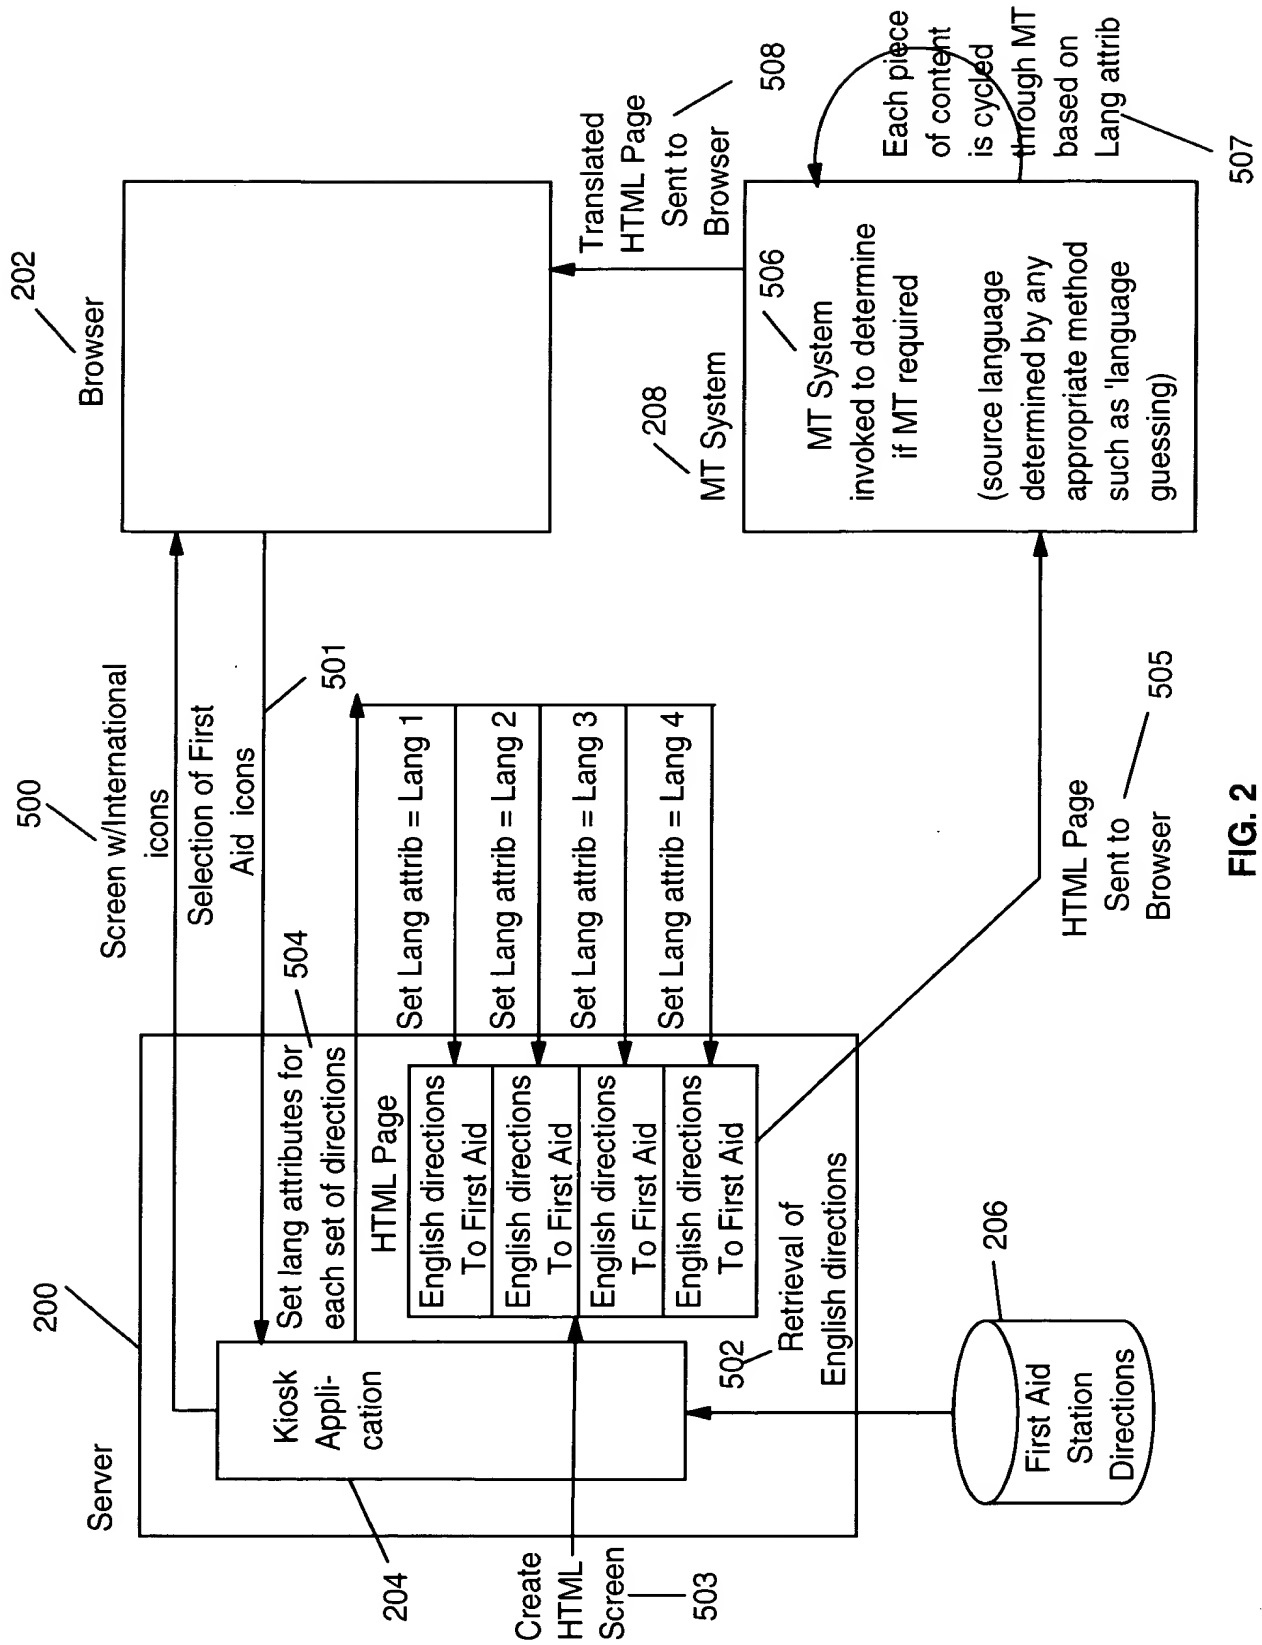 Server
200
500
Screen w/International
icons
Selection of First
Aid icons
501
Browser
202
204
Kiosk
Appli-
cation
Set lang attributes for
each set of directions
504
HTML Page
English directions
To First Aid
English directions
To First Aid
English directions
To First Aid
English directions
To First Aid
Set Lang attrib = Lang 1
Set Lang attrib = Lang 2
Set Lang attrib = Lang 3
Set Lang attrib = Lang 4
Create
HTML
Screen
503
502
Retrieval of
English directions
First Aid
Station
Directions
206
HTML Page
Sent to
Browser
505
208
MT System
506
MT System
invoked to determine
if MT required
(source language
determined by any
appropriate method
such as 'language
guessing)
Translated
HTML Page
Sent to
Browser
508
Each piece
of content
is cycled
through MT
based on
Lang attrib
507
FIG. 2